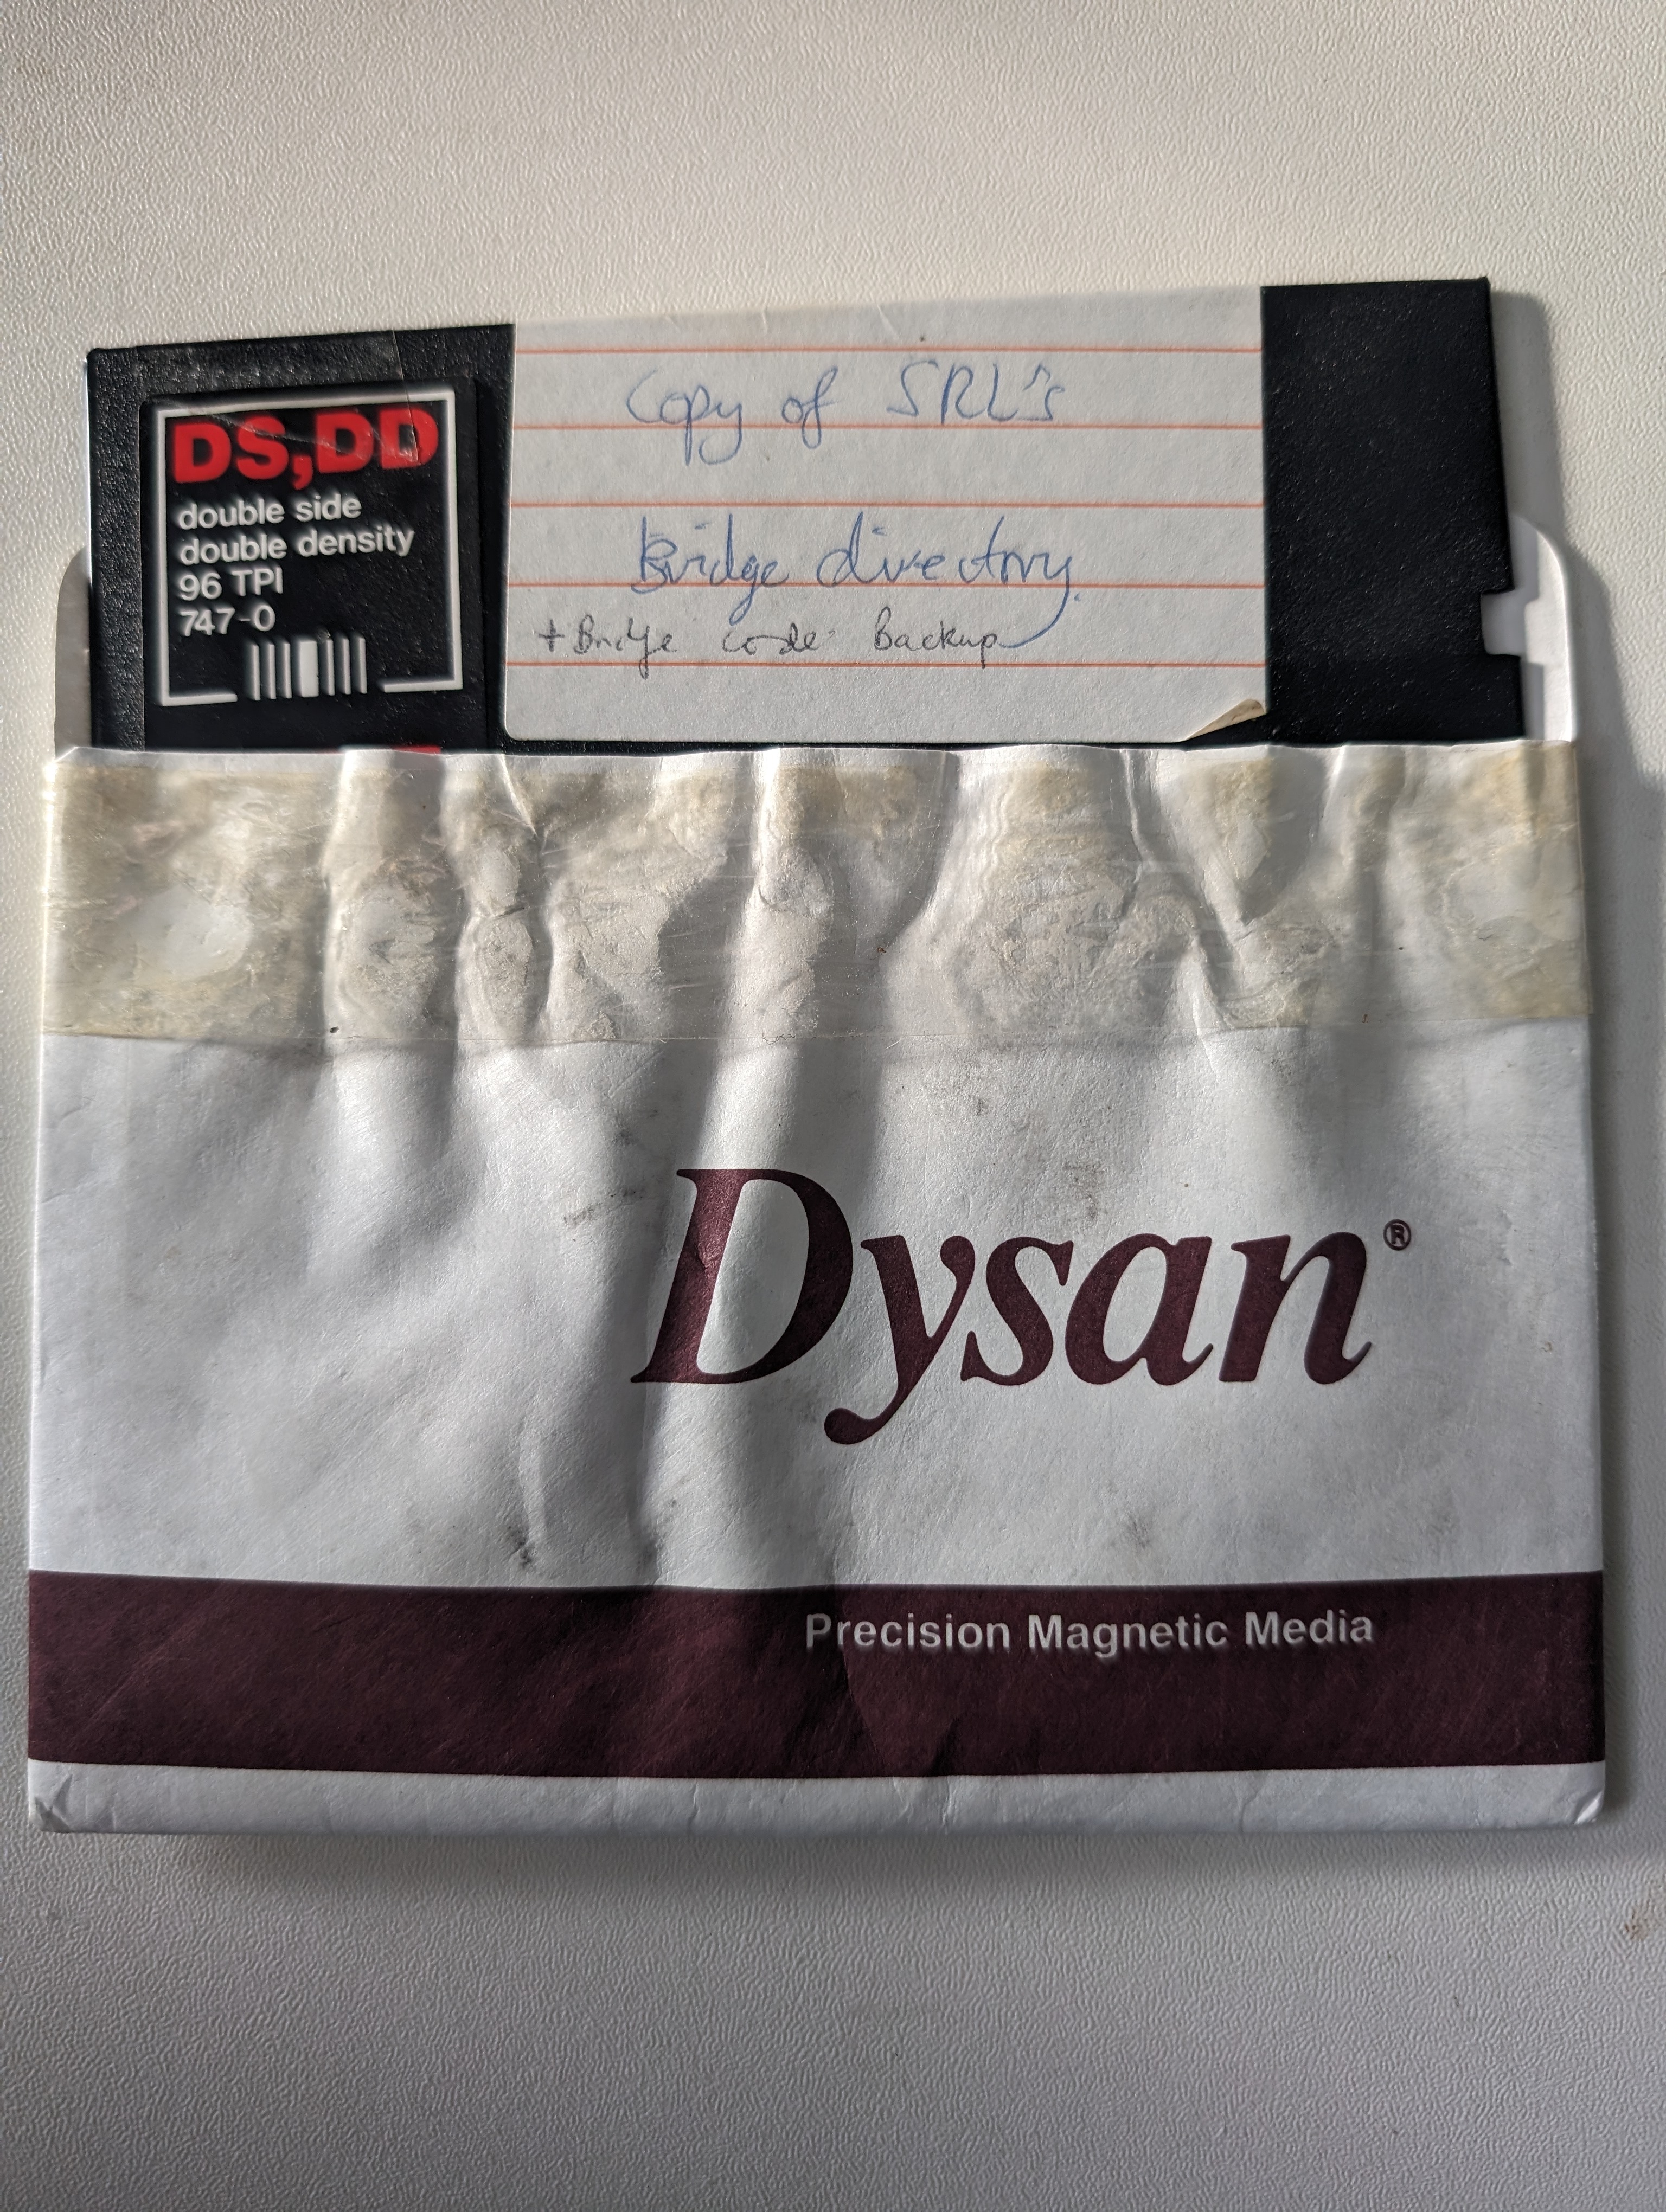 DS,DD
double side
double density
96 TPI
747-0
Copy of SRL's
Bridge directory.
+ Bridge Code Backup
Dysan®
Precision Magnetic Media